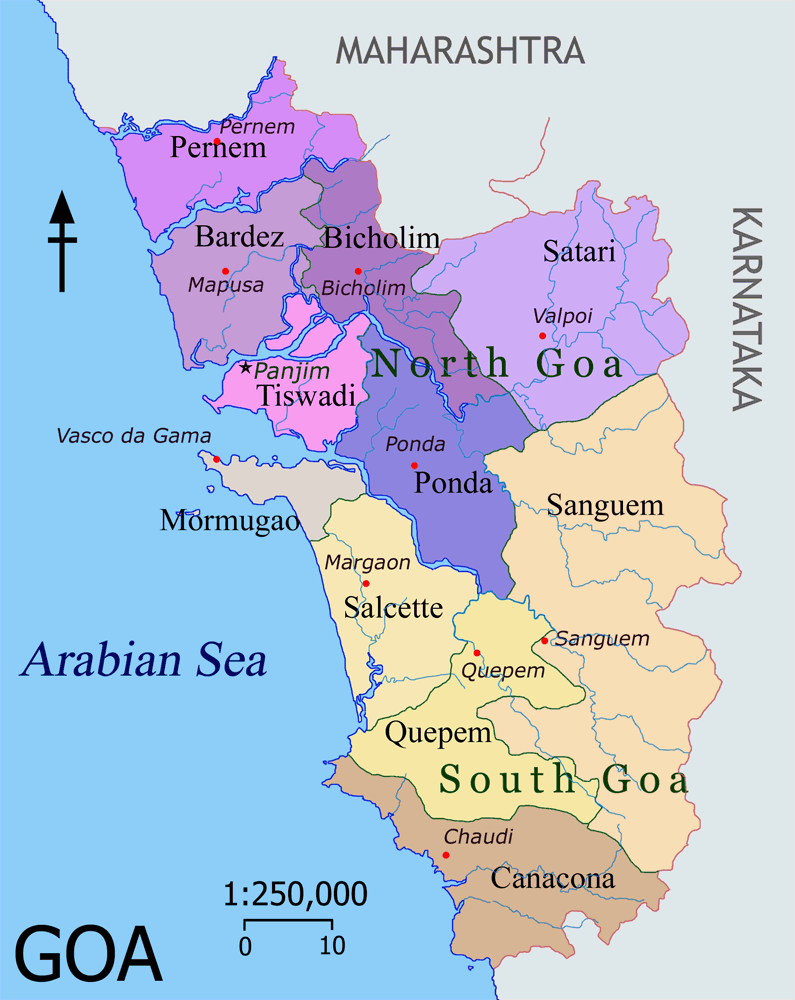 MAHARASHTRA
Pernem
Pernem
KARNATAKA
Bardez
Bicholim
Satari
Mapusa
Bicholim
Valpoi
North Goa
Panjim
Tiswadi
Vasco da Gama
Ponda
Ponda
Sanguem
Mormugao
Margaon
Salcette
Sanguem
Arabian Sea
Quepem
Quepem
South Goa
Chaudi
Canacona
1:250,000
0 10
GOA